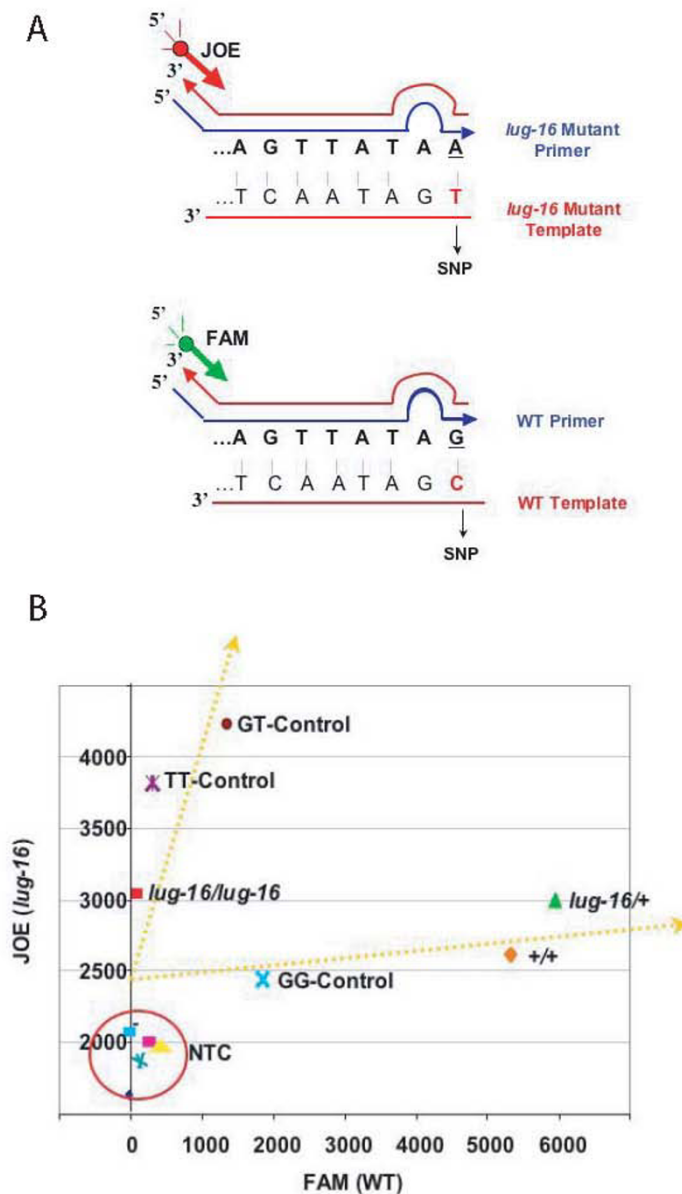 A
5’
JOE
3’
5’
...A G T T A T A A
lug-16 Mutant
Primer
...T C A A T A G T
3’
lug-16 Mutant
Template
SNP
5’
FAM
3’
5’
...A G T T A T A G
WT Primer
...T C A A T A G C
3’
WT Template
SNP
B
GT-Control
4000
TT-Control
3500
lug-16/lug-16
3000
lug-16/+
JOE (lug-16)
2500
+/+
GG-Control
2000
NTC
0 1000 2000 3000 4000 5000 6000
FAM (WT)